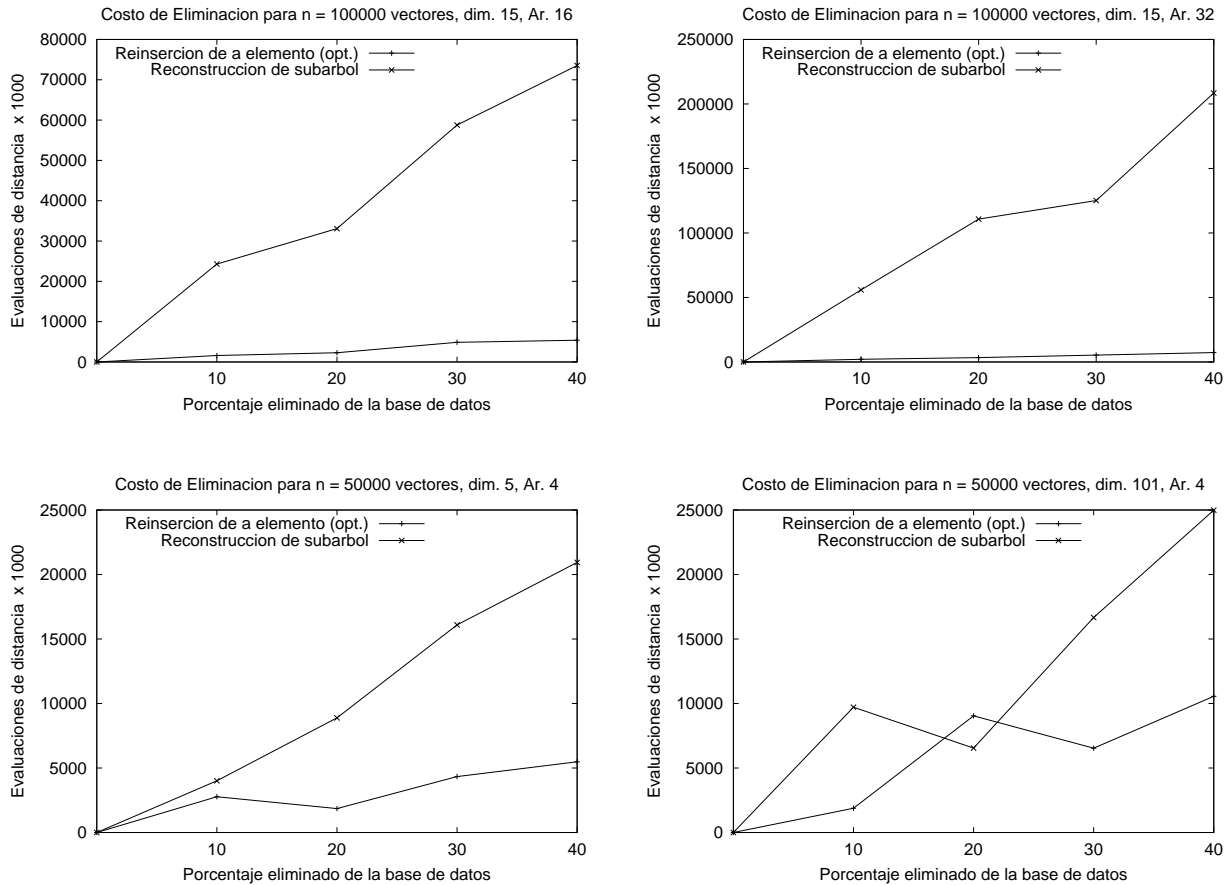 Costo de Eliminacion para n = 100000 vectores, dim. 15, Ar. 16
80000
70000
60000
50000
40000
30000
20000
10000
0
Evaluaciones de distancia x 1000
Reinsercion de a elemento (opt.)
Reconstruccion de subarbol
10 20 30 40
Porcentaje eliminado de la base de datos
Costo de Eliminacion para n = 100000 vectores, dim. 15, Ar. 32
250000
200000
150000
100000
50000
0
Evaluaciones de distancia x 1000
Reinsercion de a elemento (opt.)
Reconstruccion de subarbol
10 20 30 40
Porcentaje eliminado de la base de datos
Costo de Eliminacion para n = 50000 vectores, dim. 5, Ar. 4
25000
20000
15000
10000
5000
0
Evaluaciones de distancia x 1000
Reinsercion de a elemento (opt.)
Reconstruccion de subarbol
10 20 30 40
Porcentaje eliminado de la base de datos
Costo de Eliminacion para n = 50000 vectores, dim. 101, Ar. 4
25000
20000
15000
10000
5000
0
Evaluaciones de distancia x 1000
Reinsercion de a elemento (opt.)
Reconstruccion de subarbol
10 20 30 40
Porcentaje eliminado de la base de datos